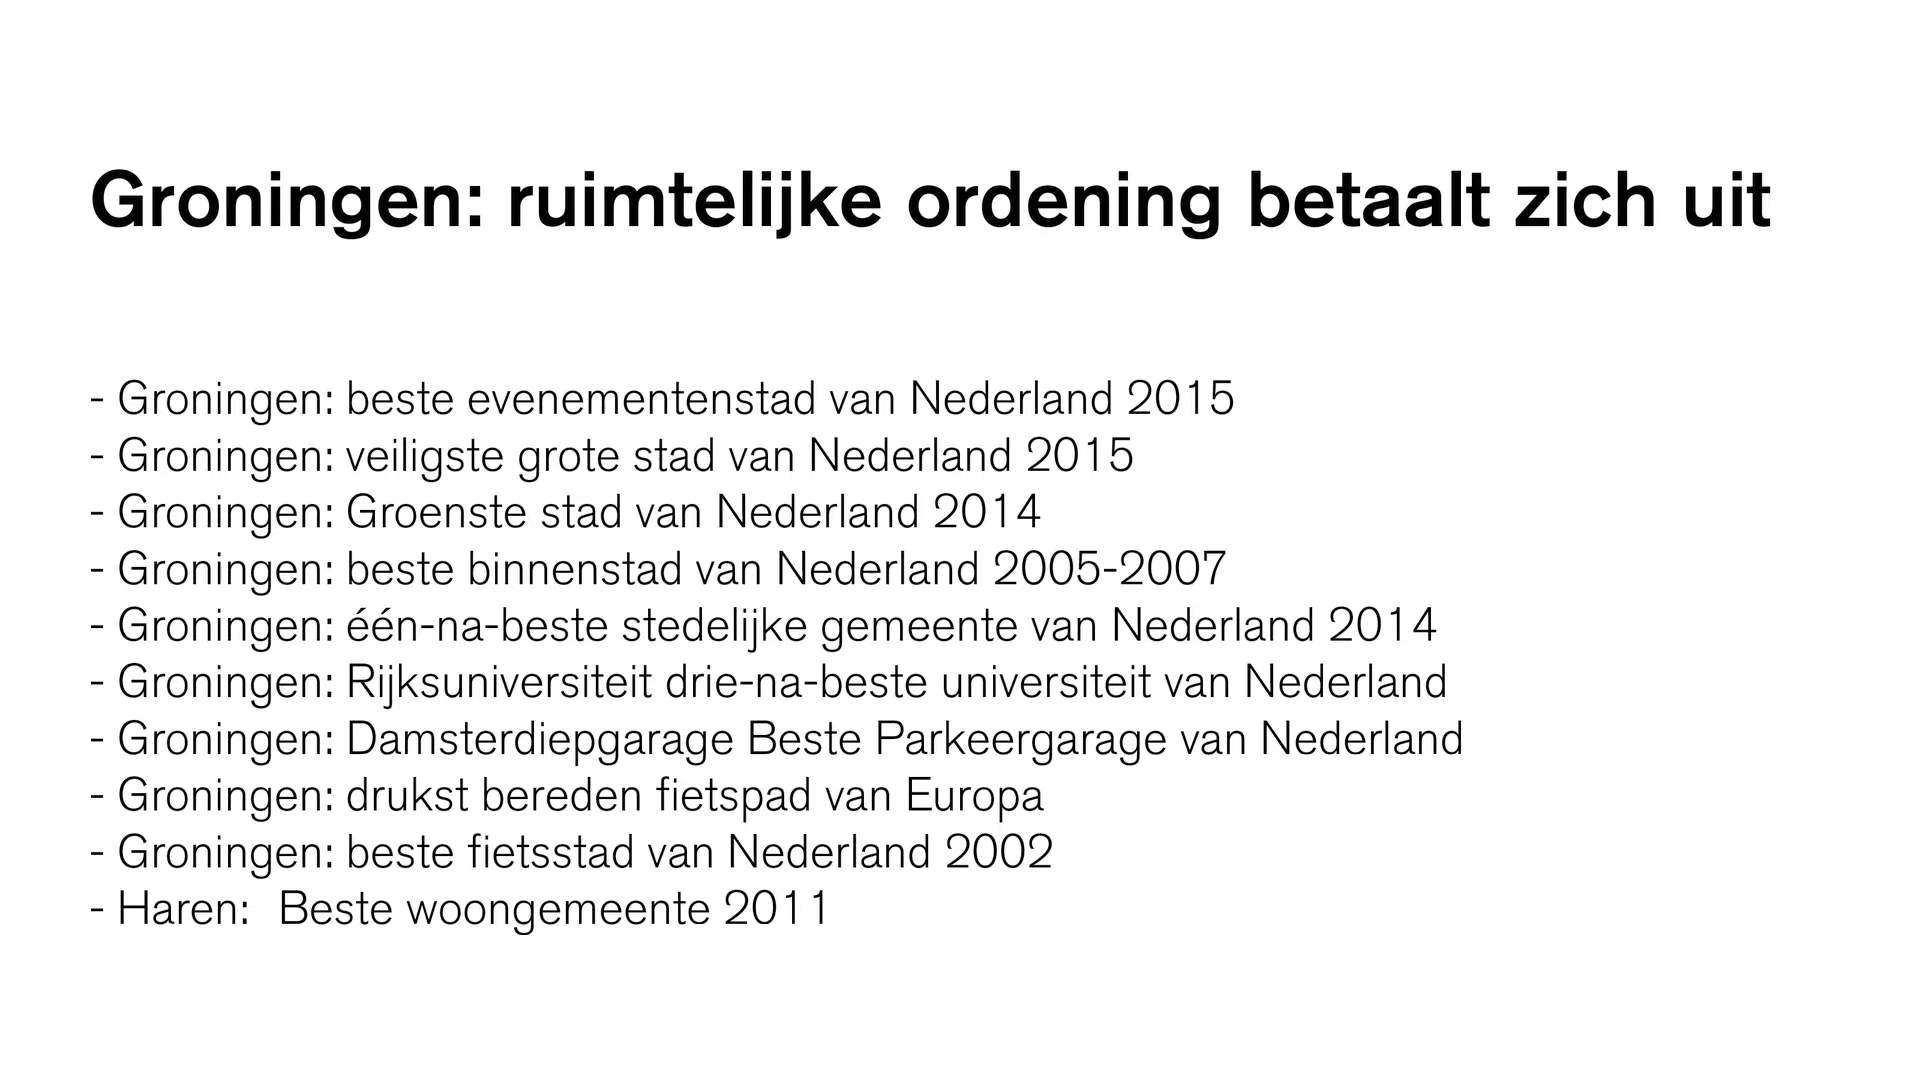 Groningen: ruimtelijke ordening betaalt zich uit
- Groningen: beste evenementenstad van Nederland 2015
- Groningen: veiligste grote stad van Nederland 2015
- Groningen: Groenste stad van Nederland 2014
- Groningen: beste binnenstad van Nederland 2005-2007
- Groningen: één-na-beste stedelijke gemeente van Nederland 2014
- Groningen: Rijksuniversiteit drie-na-beste universiteit van Nederland
- Groningen: Damsterdiepgarage Beste Parkeergarage van Nederland
- Groningen: drukst bereden fietspad van Europa
- Groningen: beste fietsstad van Nederland 2002
- Haren:  Beste woongemeente 2011